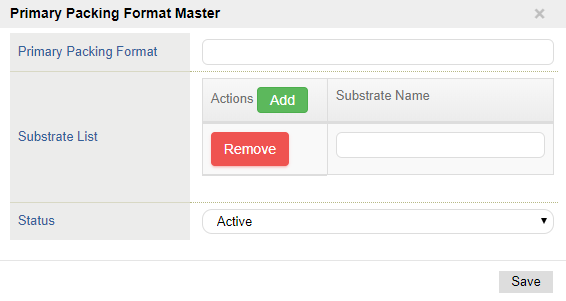 Primary Packing Format Master ×
Primary Packing Format
Actions Add Substrate Name
Substrate List
Remove
Status Active
Save